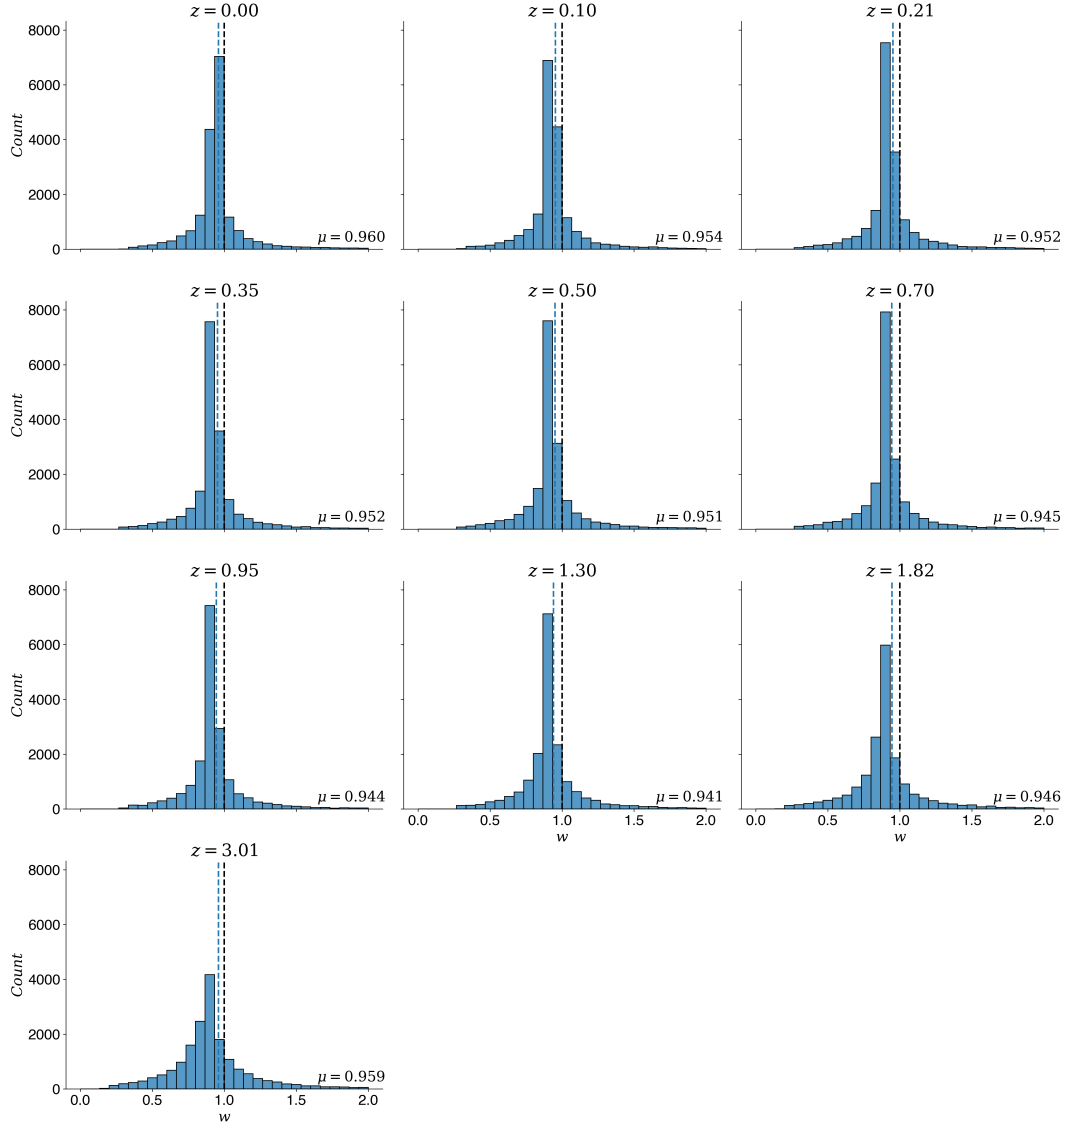 z = 0.00
z = 0.10
z = 0.21
8000
6000
4000
2000
0
Count
μ = 0.960
μ = 0.954
μ = 0.952
z = 0.35
z = 0.50
z = 0.70
8000
6000
4000
2000
0
Count
μ = 0.952
μ = 0.951
μ = 0.945
z = 0.95
z = 1.30
z = 1.82
8000
6000
4000
2000
0
Count
μ = 0.944
μ = 0.941
μ = 0.946
0.0 0.5 1.0 1.5 2.0
w
0.0 0.5 1.0 1.5 2.0
w
z = 3.01
8000
6000
4000
2000
0
Count
μ = 0.959
0.0 0.5 1.0 1.5 2.0
w